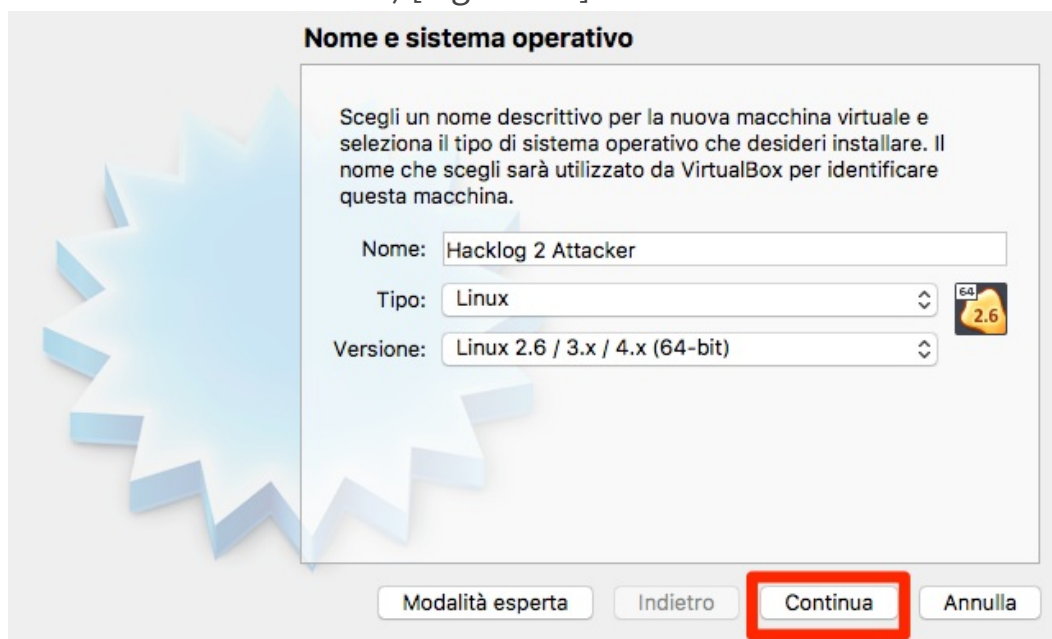 Nome e sistema operativo
Scegli un nome descrittivo per la nuova macchina virtuale e
seleziona il tipo di sistema operativo che desideri installare. Il
nome che scegli sarà utilizzato da VirtualBox per identificare
questa macchina.
Nome: Hacklog 2 Attacker
Tipo: Linux
64
2.6
Versione: Linux 2.6 / 3.x / 4.x (64-bit)
Modalità esperta Indietro Continua Annulla